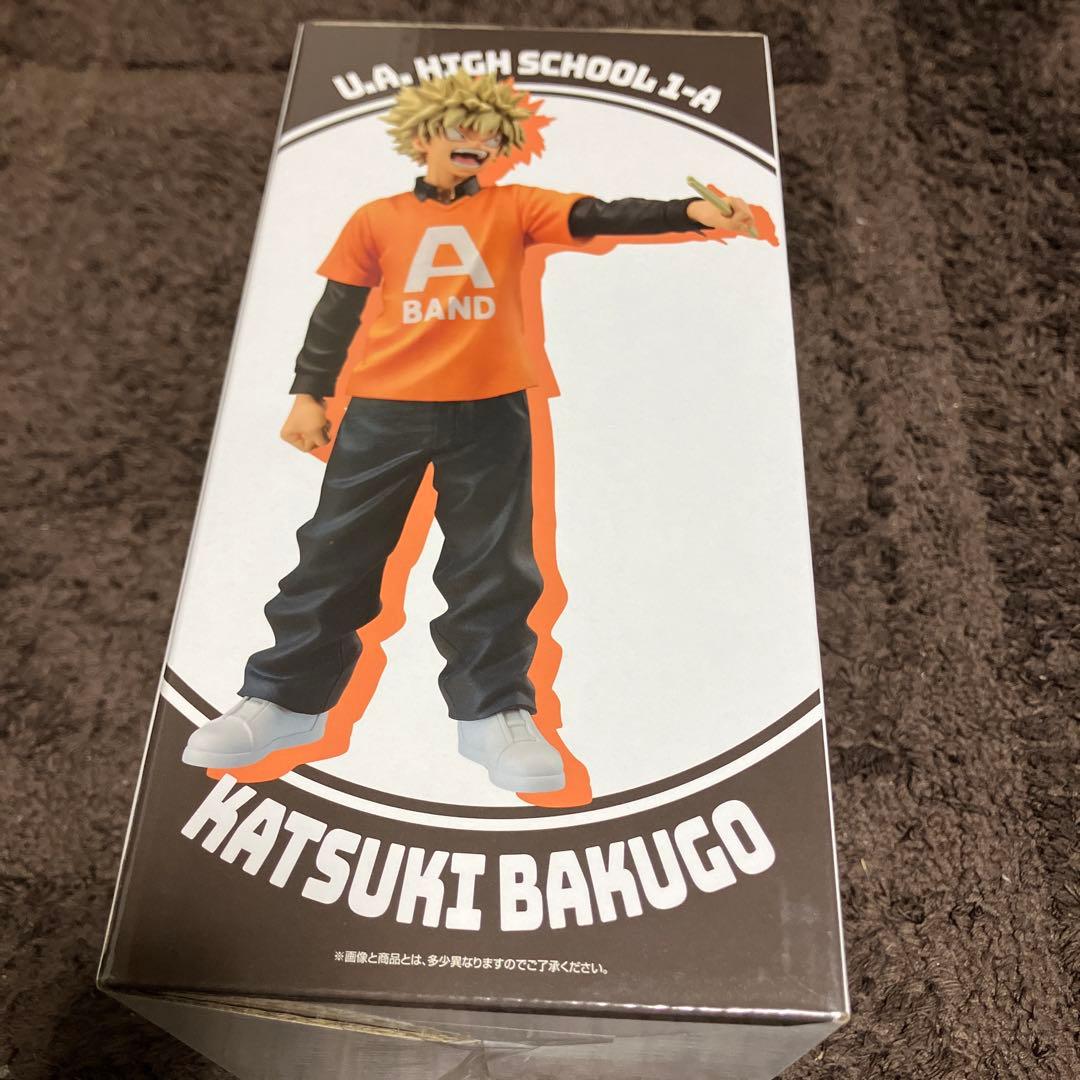 U.A. HIGH SCHOOL 1-A
A
BAND
KATSUKI BAKUGO
※画像と商品とは、多少異なりますのでご了承ください。